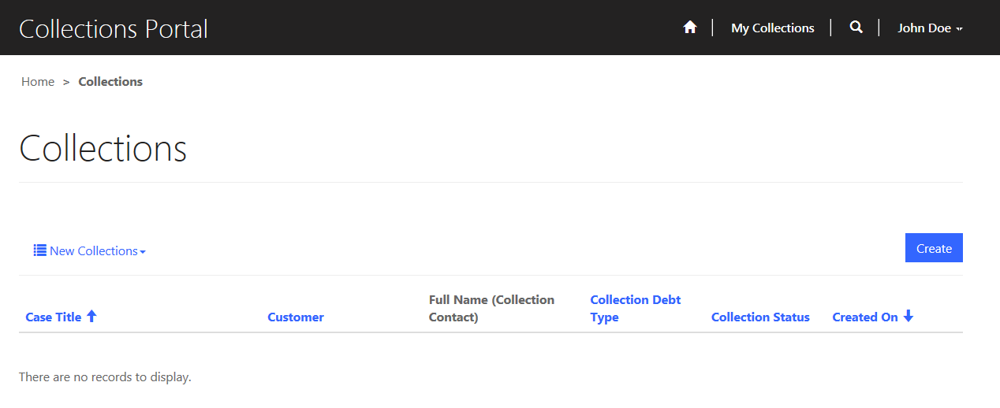 Collections Portal
My Collections
John Doe
Home > Collections
Collections
New Collections
Create
Case Title
Customer
Full Name (Collection
Contact)
Collection Debt
Type
Collection Status
Created On
There are no records to display.